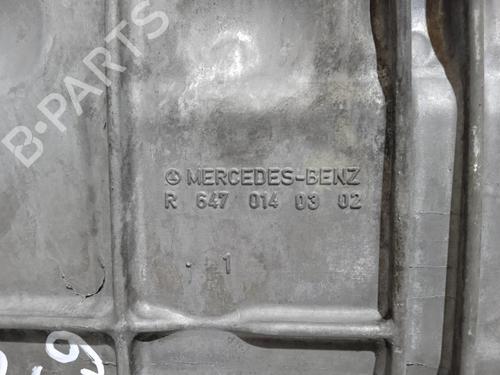 B-PARTS
MERCEDES-BENZ
R 647 014 03 02
. 1